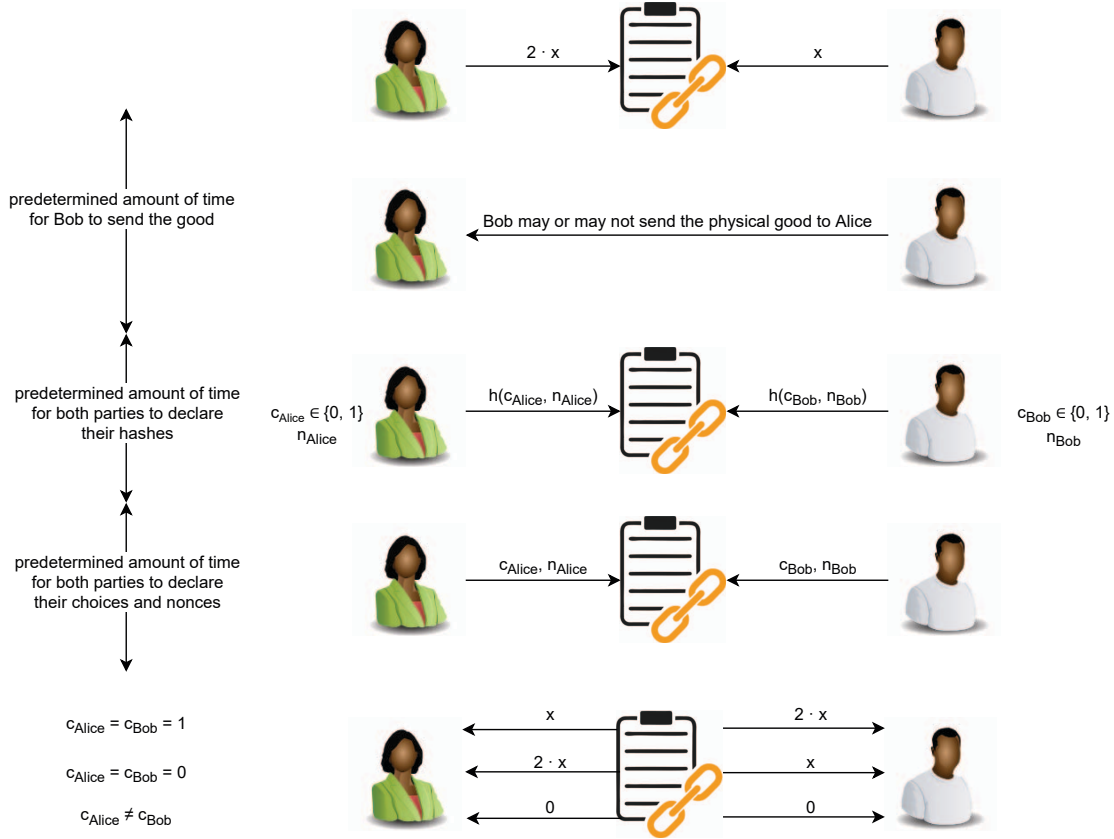 2 · x
x
predetermined amount of time
for Bob to send the good
Bob may or may not send the physical good to Alice
predetermined amount of time
for both parties to declare
their hashes
c_Alice ∈ {0, 1}
n_Alice
h(c_Alice, n_Alice)
h(c_Bob, n_Bob)
c_Bob ∈ {0, 1}
n_Bob
predetermined amount of time
for both parties to declare
their choices and nonces
c_Alice, n_Alice
c_Bob, n_Bob
c_Alice = c_Bob = 1
x
2 · x
c_Alice = c_Bob = 0
2 · x
x
c_Alice ≠ c_Bob
0
0